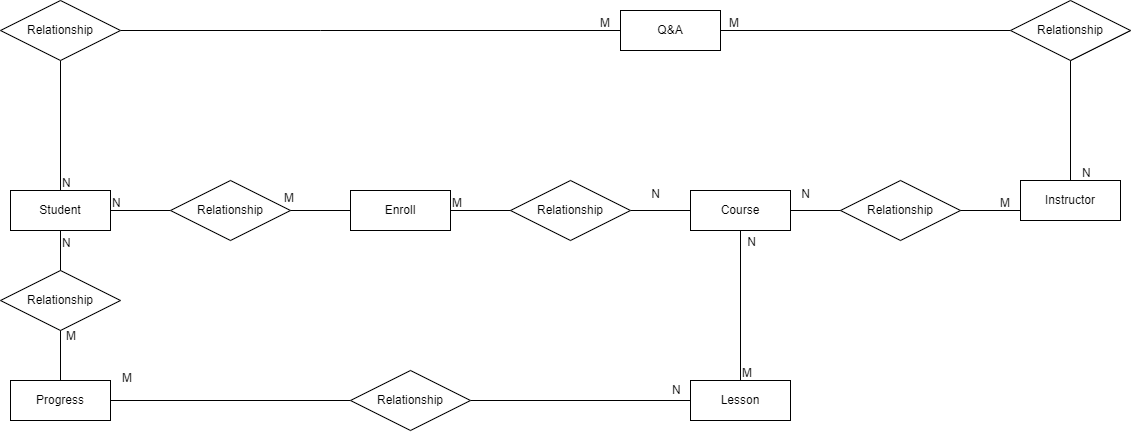 Relationship
M
Q&A
M
Relationship
N
N
Student
N
Relationship
M
Enroll
M
Relationship
N
Course
N
Relationship
M
Instructor
N
N
Relationship
M
M
Progress
M
Relationship
N
Lesson